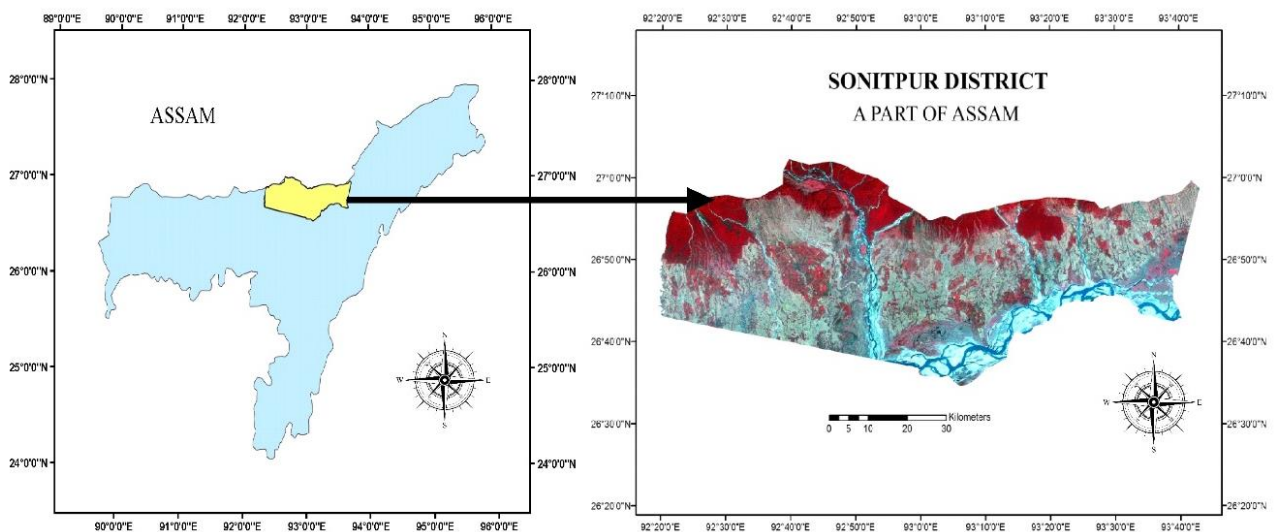 89°0'0"E 90°0'0"E 91°0'0"E 92°0'0"E 93°0'0"E 94°0'0"E 95°0'0"E 96°0'0"E
28°0'0"N 28°0'0"N
ASSAM
27°0'0"N 27°0'0"N
26°0'0"N 26°0'0"N
25°0'0"N 25°0'0"N
N
W E
S
24°0'0"N 24°0'0"N
90°0'0"E 91°0'0"E 92°0'0"E 93°0'0"E 94°0'0"E 95°0'0"E 96°0'0"E
92°20'0"E 92°30'0"E 92°40'0"E 92°50'0"E 93°0'0"E 93°10'0"E 93°20'0"E 93°30'0"E 93°40'0"E
SONITPUR DISTRICT
27°10'0"N 27°10'0"N
A PART OF ASSAM
27°0'0"N 27°0'0"N
26°50'0"N 26°50'0"N
26°40'0"N 26°40'0"N
N
W E
S
Kilometers
0 5 10 20 30
26°30'0"N 26°30'0"N
26°20'0"N 26°20'0"N
92°20'0"E 92°30'0"E 92°40'0"E 92°50'0"E 93°0'0"E 93°10'0"E 93°20'0"E 93°30'0"E 93°40'0"E